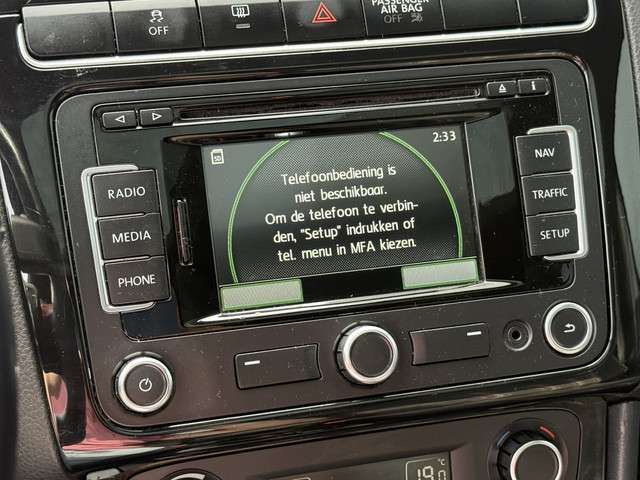 OFF
PASSENGER
AIR BAG
OFF
2:33
SD
Telefoonbediening is
niet beschikbaar.
Om de telefoon te verbin-
den, "Setup" indrukken of
tel. menu in MFA kiezen.
RADIO
MEDIA
PHONE
NAV
TRAFFIC
SETUP
19.0